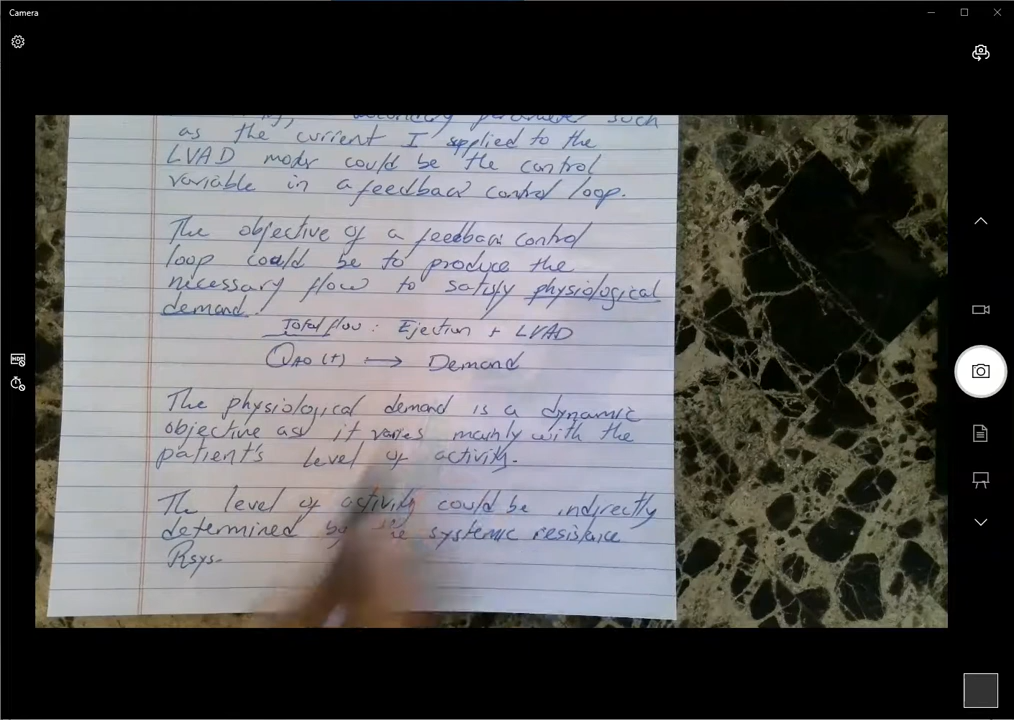 Camera
secondary parameter such
as the current I supplied to the
LVAD motor could be the control
variable in a feedback control loop.
The objective of a feedback control
loop could be to produce the
necessary flow to satisfy physiological
demand.
Total flow: Ejection + LVAD
QAO(t) → Demand
The physiological demand is a dynamic
objective as it varies mainly with the
patient's level of activity.
The level of activity could be indirectly
determined by the systemic resistance
Rsys.